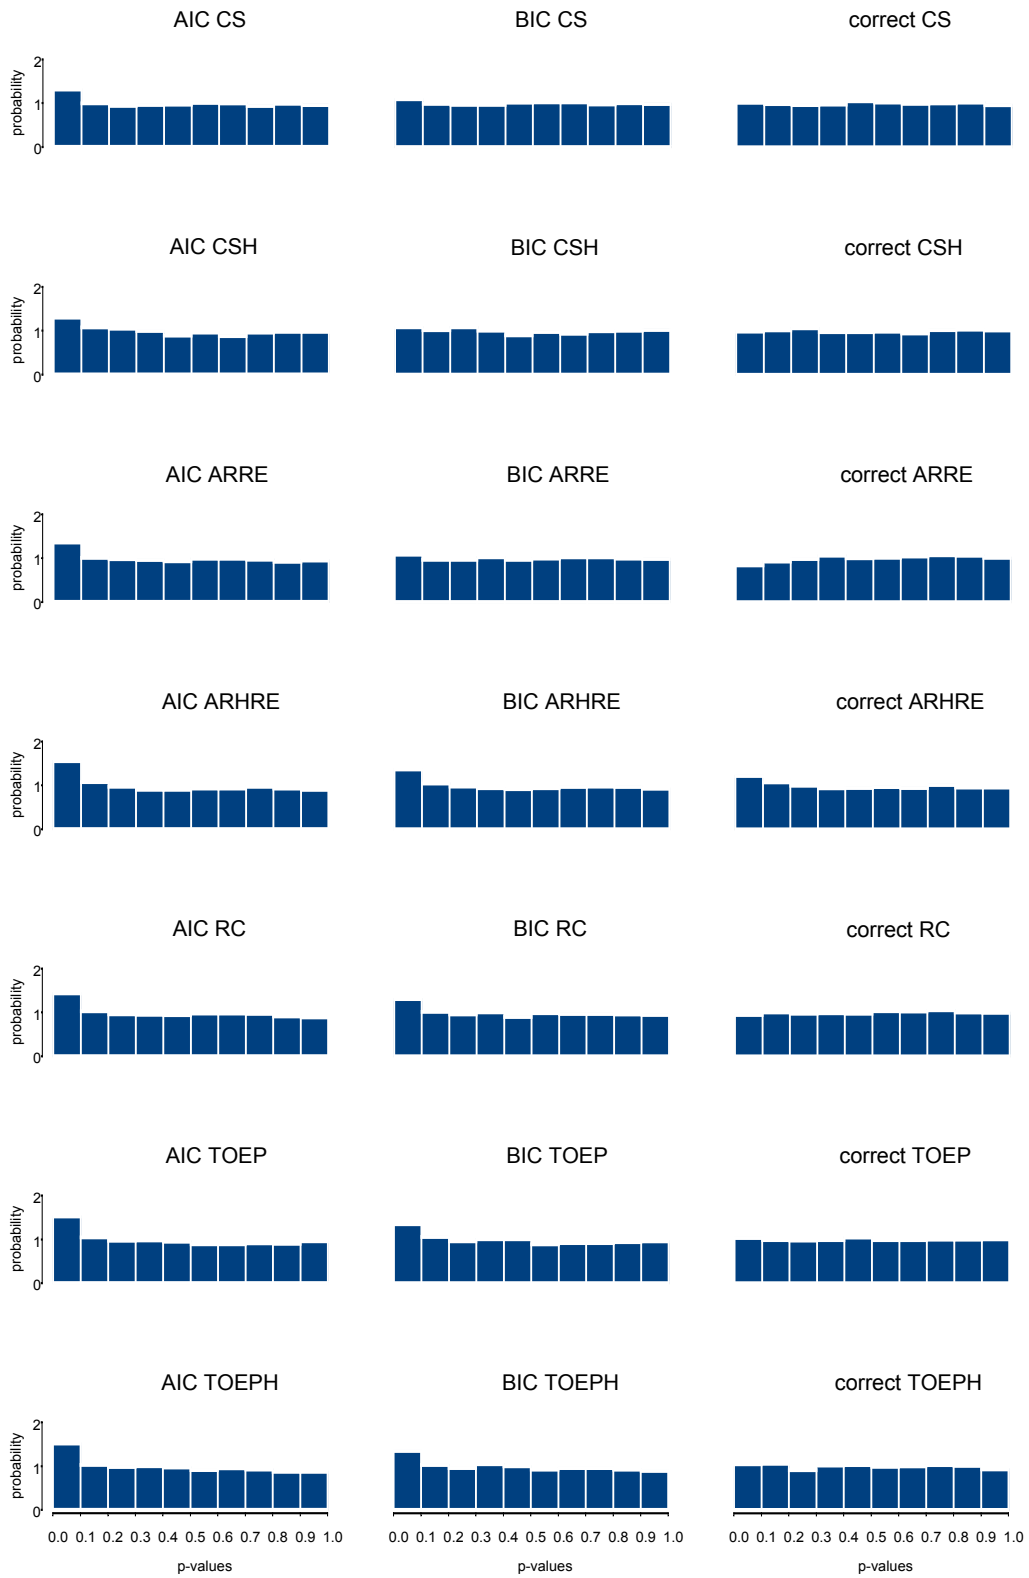 AIC CS BIC CS correct CS
probability
2
1
0
AIC CSH BIC CSH correct CSH
probability
2
1
0
AIC ARRE BIC ARRE correct ARRE
probability
2
1
0
AIC ARHRE BIC ARHRE correct ARHRE
probability
2
1
0
AIC RC BIC RC correct RC
probability
2
1
0
AIC TOEP BIC TOEP correct TOEP
probability
2
1
0
AIC TOEPH BIC TOEPH correct TOEPH
probability
2
1
0
0.0 0.1 0.2 0.3 0.4 0.5 0.6 0.7 0.8 0.9 1.0 0.0 0.1 0.2 0.3 0.4 0.5 0.6 0.7 0.8 0.9 1.0 0.0 0.1 0.2 0.3 0.4 0.5 0.6 0.7 0.8 0.9 1.0
p-values p-values p-values